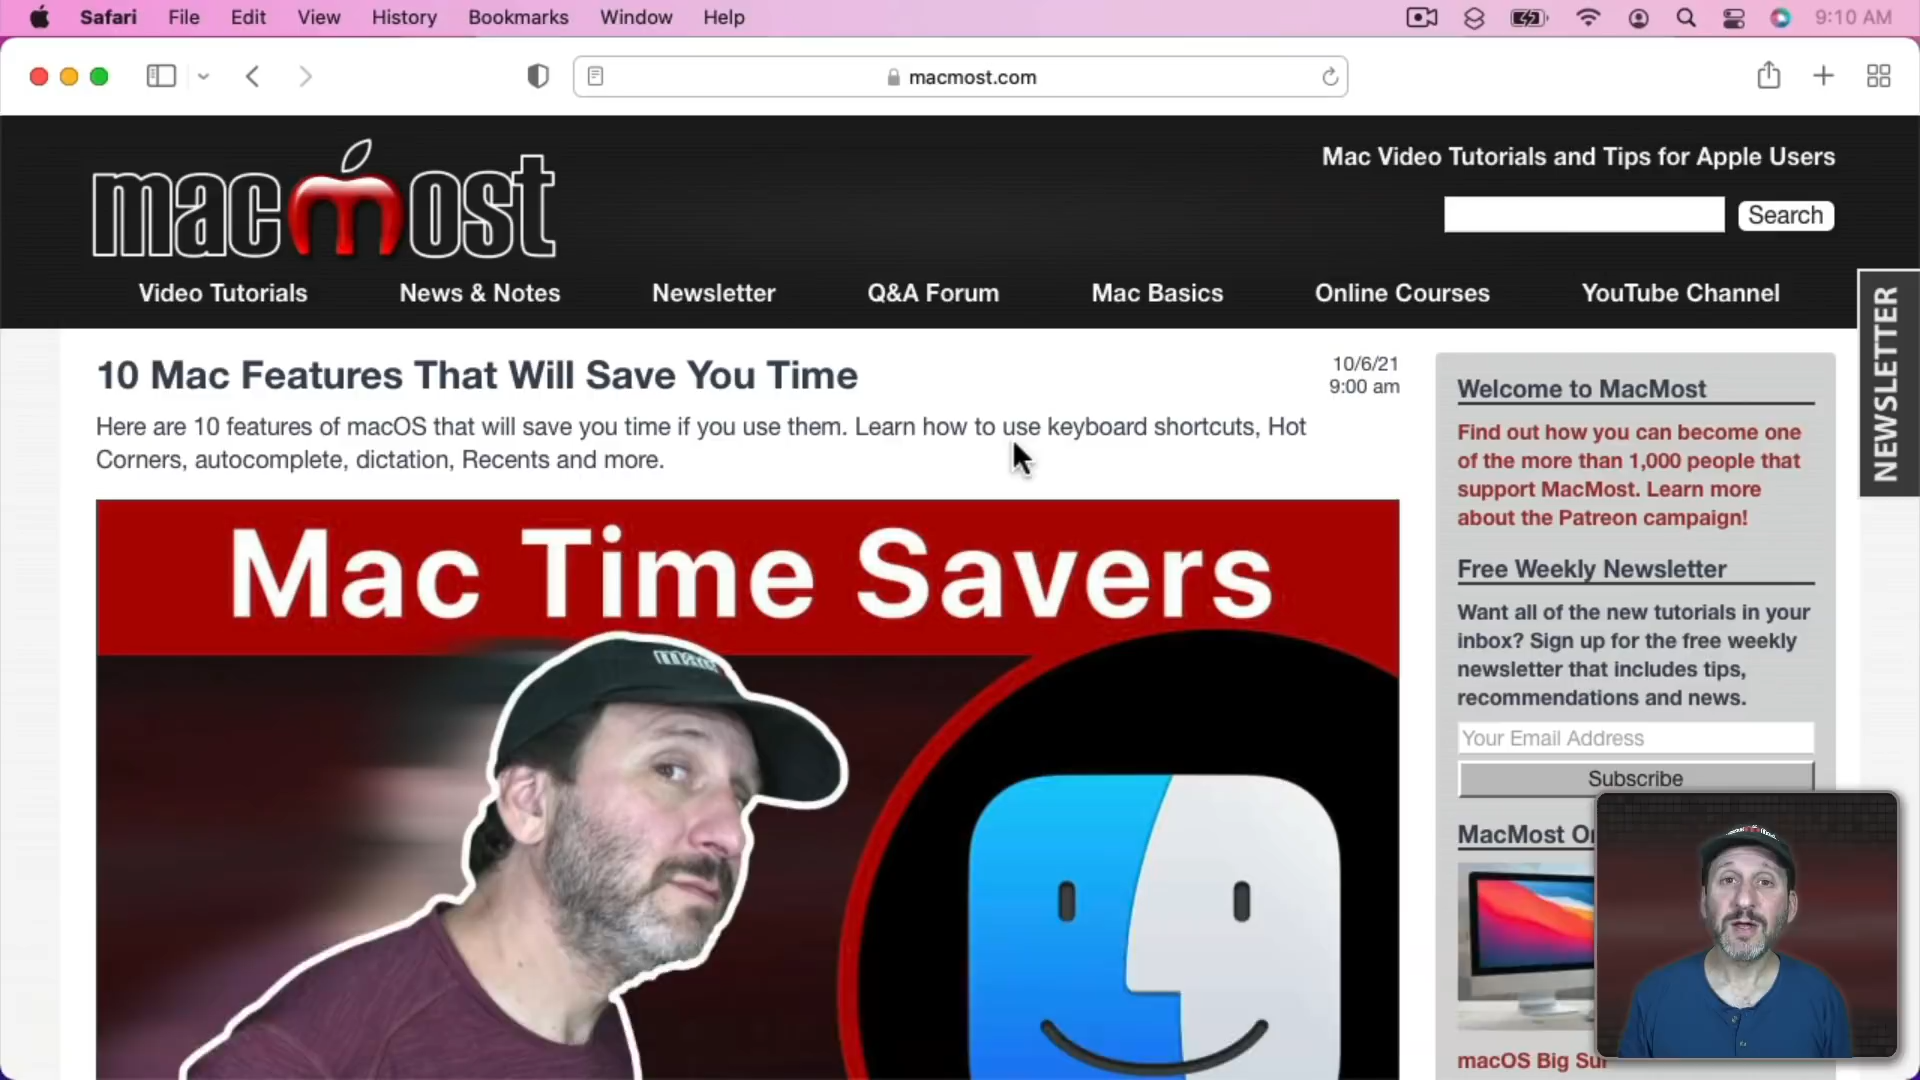 Safari File Edit View History Bookmarks Window Help 9:10 AM
macmost.com
macmost
Mac Video Tutorials and Tips for Apple Users
Search
Video Tutorials News & Notes Newsletter Q&A Forum Mac Basics Online Courses YouTube Channel
NEWSLETTER
10 Mac Features That Will Save You Time
10/6/21
9:00 am
Here are 10 features of macOS that will save you time if you use them. Learn how to use keyboard shortcuts, Hot
Corners, autocomplete, dictation, Recents and more.
Mac Time Savers
Welcome to MacMost
Find out how you can become one
of the more than 1,000 people that
support MacMost. Learn more
about the Patreon campaign!
Free Weekly Newsletter
Want all of the new tutorials in your
inbox? Sign up for the free weekly
newsletter that includes tips,
recommendations and news.
Your Email Address
Subscribe
MacMost
macOS Big Sur